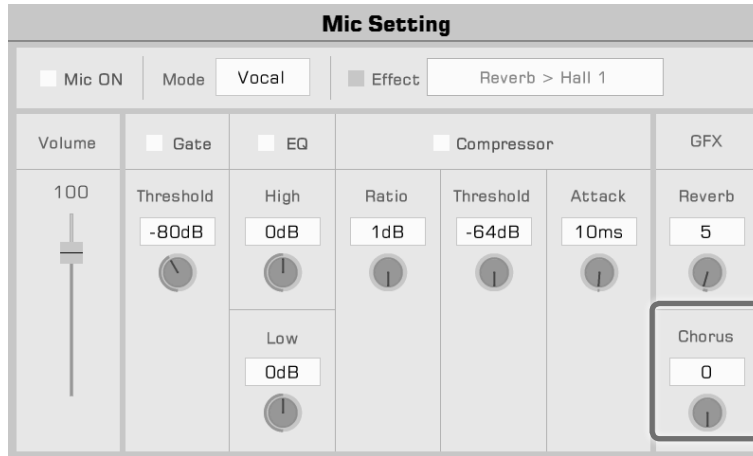 Mic Setting
Mic ON
Mode
Vocal
Effect
Reverb > Hall 1
Volume
Gate
EQ
Compressor
GFX
100
Threshold
High
Ratio
Threshold
Attack
Reverb
-80dB
0dB
1dB
-64dB
10ms
5
Low
Chorus
0dB
0